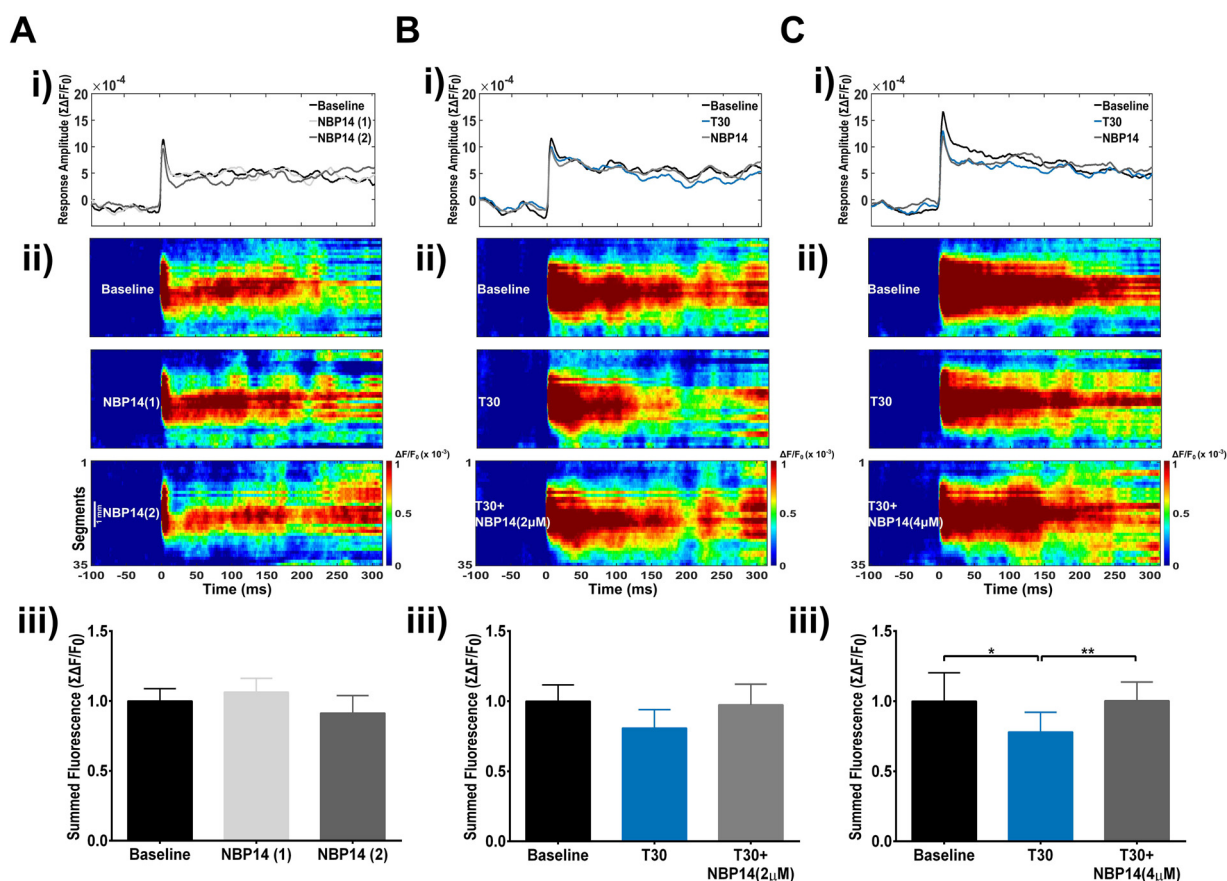 A
B
C
i)
×10⁻⁴
Response Amplitude (ΣΔF/F0)
20
15
10
5
0
Baseline
NBP14 (1)
NBP14 (2)
i)
×10⁻⁴
Response Amplitude (ΣΔF/F0)
20
15
10
5
0
Baseline
T30
NBP14
i)
×10⁻⁴
Response Amplitude (ΣΔF/F0)
20
15
10
5
0
Baseline
T30
NBP14
ii)
Baseline
NBP14(1)
NBP14(2)
1
Segments
1 mm
35
-100 -50 0 50 100 150 200 250 300
Time (ms)
ΔF/F₀ (x 10⁻³)
1
0.5
0
ii)
Baseline
T30
T30+
NBP14(2μM)
1
35
-100 -50 0 50 100 150 200 250 300
Time (ms)
ΔF/F₀ (x 10⁻³)
1
0.5
0
ii)
Baseline
T30
T30+
NBP14(4μM)
1
35
-100 -50 0 50 100 150 200 250 300
Time (ms)
ΔF/F₀ (x 10⁻³)
1
0.5
0
iii)
Summed Fluorescence (ΣΔF/F0)
1.5
1.0
0.5
0.0
Baseline NBP14 (1) NBP14 (2)
iii)
Summed Fluorescence (ΣΔF/F0)
1.5
1.0
0.5
0.0
Baseline T30 T30+
NBP14(2μM)
iii)
Summed Fluorescence (ΣΔF/F0)
1.5
1.0
0.5
0.0
* **
Baseline T30 T30+
NBP14(4μM)